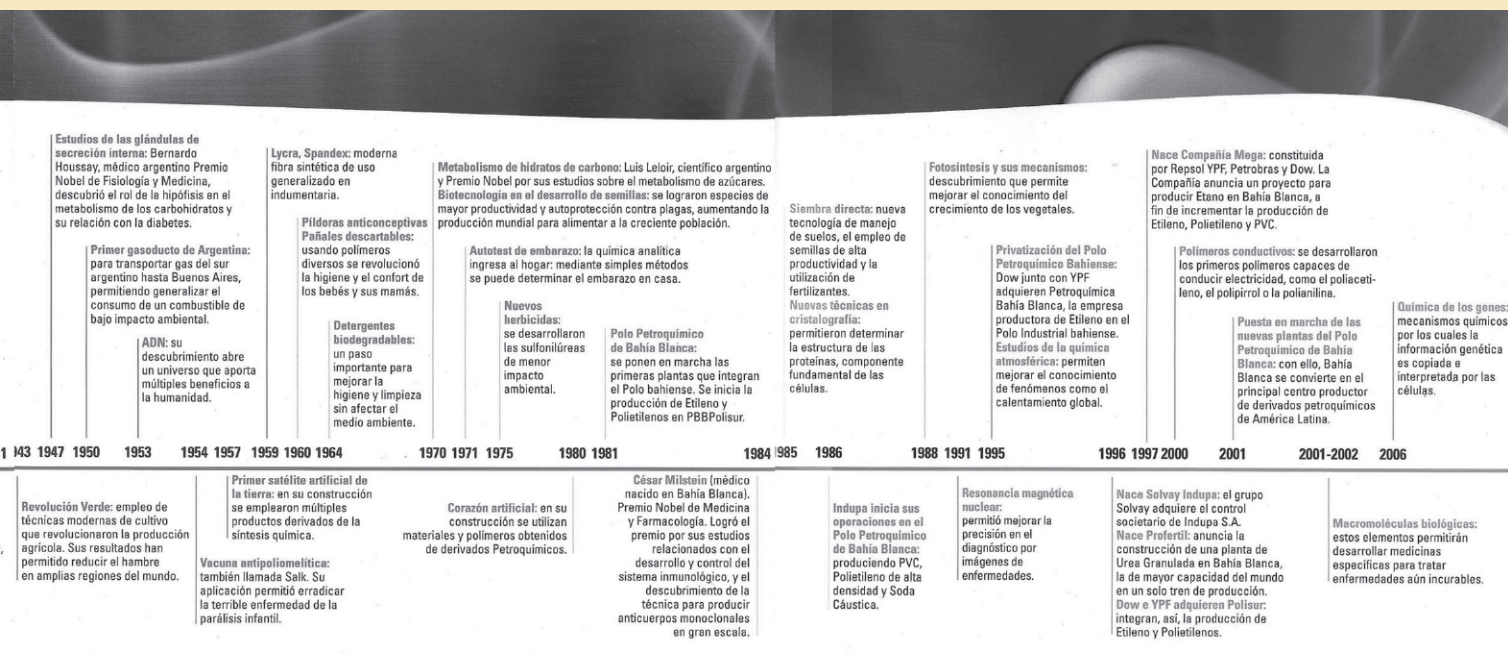 Estudios de las glándulas de
secreción interna: Bernardo
Houssay, médico argentino Premio
Nobel de Fisiología y Medicina,
descubrió el rol de la hipófisis en el
metabolismo de los carbohidratos y
su relación con la diabetes.
Primer gasoducto de Argentina:
para transportar gas del sur
argentino hasta Buenos Aires,
permitiendo generalizar el
consumo de un combustible de
bajo impacto ambiental.
ADN: su
descubrimiento abre
un universo que aporta
múltiples beneficios a
la humanidad.
Lycra, Spandex: moderna
fibra sintética de uso
generalizado en
indumentaria.
Píldoras anticonceptivas
Pañales descartables:
usando polímeros
diversos se revolucionó
la higiene y el confort de
los bebés y sus mamás.
Detergentes
biodegradables:
un paso
importante para
mejorar la
higiene y limpieza
sin afectar el
medio ambiente.
Metabolismo de hidratos de carbono: Luis Leloir, científico argentino
y Premio Nobel por sus estudios sobre el metabolismo de azúcares.
Biotecnología en el desarrollo de semillas: se lograron especies de
mayor productividad y autoprotección contra plagas, aumentando la
producción mundial para alimentar a la creciente población.
Autotest de embarazo: la química analítica
ingresa al hogar: mediante simples métodos
se puede determinar el embarazo en casa.
Nuevos
herbicidas:
se desarrollaron
las sulfonilúreas
de menor
impacto
ambiental.
Polo Petroquímico
de Bahía Blanca:
se ponen en marcha las
primeras plantas que integran
el Polo bahiense. Se inicia la
producción de Etileno y
Polietilenos en PBBPolisur.
Siembra directa: nueva
tecnología de manejo
de suelos, el empleo de
semillas de alta
productividad y la
utilización de
fertilizantes.
Nuevas técnicas en
cristalografía:
permitieron determinar
la estructura de las
proteínas, componente
fundamental de las
células.
Fotosíntesis y sus mecanismos:
descubrimiento que permite
mejorar el conocimiento del
crecimiento de los vegetales.
Privatización del Polo
Petroquímico Bahiense:
Dow junto con YPF
adquieren Petroquímica
Bahía Blanca, la empresa
productora de Etileno en el
Polo Industrial bahiense.
Estudios de la química
atmosférica: permiten
mejorar el conocimiento
de fenómenos como el
calentamiento global.
Nace Compañía Mega: constituida
por Repsol YPF, Petrobras y Dow. La
Compañía anuncia un proyecto para
producir Etano en Bahía Blanca, a
fin de incrementar la producción de
Etileno, Polietileno y PVC.
Polímeros conductivos: se desarrollaron
los primeros polímeros capaces de
conducir electricidad, como el poliaceti-
leno, el polipirrol o la polianilina.
Puesta en marcha de las
nuevas plantas del Polo
Petroquímico de Bahía
Blanca: con ello, Bahía
Blanca se convierte en el
principal centro productor
de derivados petroquímicos
de América Latina.
Química de los genes:
mecanismos químicos
por los cuales la
información genética
es copiada e
interpretada por las
células.
1 943 1947 1950 1953 1954 1957 1959 1960 1964 1970 1971 1975 1980 1981 1984 1985 1986 1988 1991 1995 1996 1997 2000 2001 2001-2002 2006
Revolución Verde: empleo de
técnicas modernas de cultivo
que revolucionaron la producción
agrícola. Sus resultados han
permitido reducir el hambre
en amplias regiones del mundo.
Primer satélite artificial de
la tierra: en su construcción
se emplearon múltiples
productos derivados de la
síntesis química.
Vacuna antipoliomelítica:
también llamada Salk. Su
aplicación permitió erradicar
la terrible enfermedad de la
parálisis infantil.
Corazón artificial: en su
construcción se utilizan
materiales y polímeros obtenidos
de derivados Petroquímicos.
César Milstein (médico
nacido en Bahía Blanca).
Premio Nobel de Medicina
y Farmacología. Logró el
premio por sus estudios
relacionados con el
desarrollo y control del
sistema inmunológico, y el
descubrimiento de la
técnica para producir
anticuerpos monoclonales
en gran escala.
Indupa inicia sus
operaciones en el
Polo Petroquímico
de Bahía Blanca:
produciendo PVC,
Polietileno de alta
densidad y Soda
Cáustica.
Resonancia magnética
nuclear:
permitió mejorar la
precisión en el
diagnóstico por
imágenes de
enfermedades.
Nace Solvay Indupa: el grupo
Solvay adquiere el control
societario de Indupa S.A.
Nace Profertil: anuncia la
construcción de una planta de
Urea Granulada en Bahía Blanca,
la de mayor capacidad del mundo
en un solo tren de producción.
Dow e YPF adquieren Polisur:
integran, así, la producción de
Etileno y Polietilenos.
Macromoléculas biológicas:
estos elementos permitirán
desarrollar medicinas
específicas para tratar
enfermedades aún incurables.